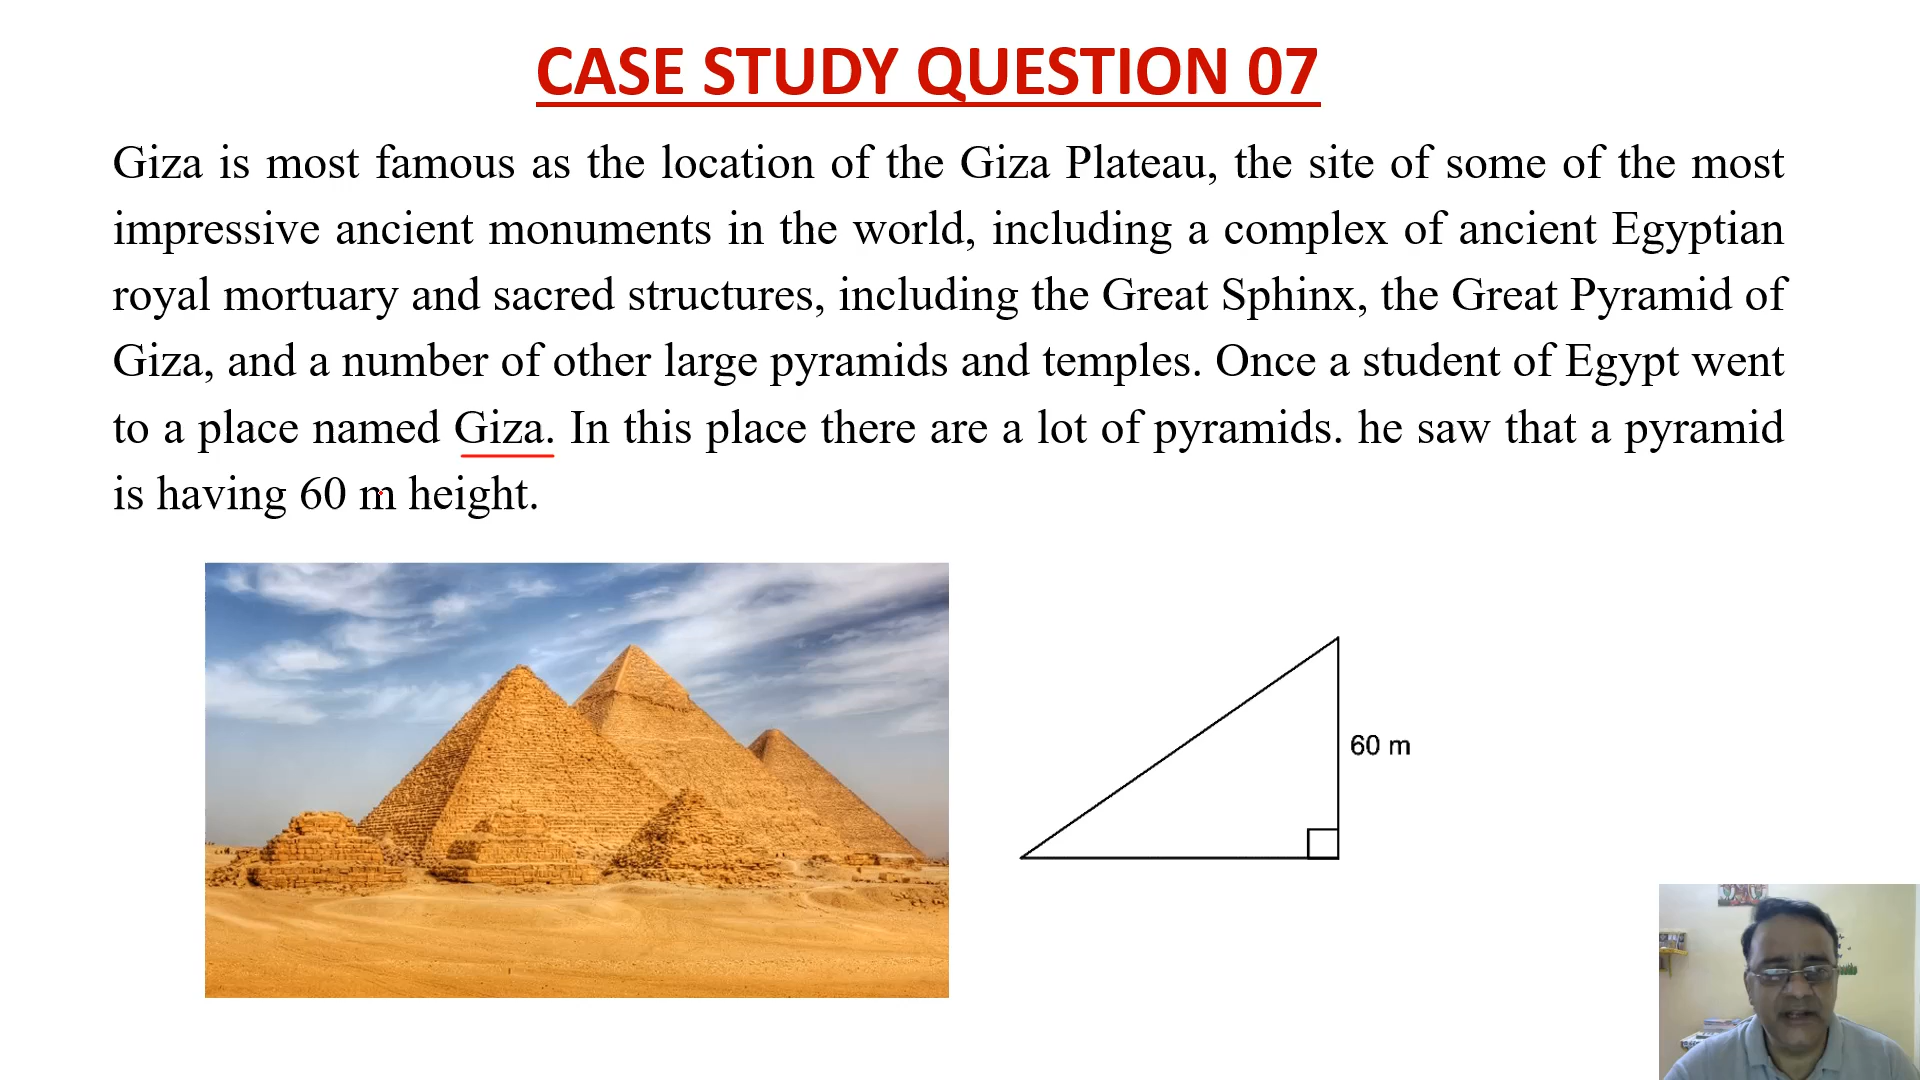 CASE STUDY QUESTION 07
Giza is most famous as the location of the Giza Plateau, the site of some of the most
impressive ancient monuments in the world, including a complex of ancient Egyptian
royal mortuary and sacred structures, including the Great Sphinx, the Great Pyramid of
Giza, and a number of other large pyramids and temples. Once a student of Egypt went
to a place named Giza. In this place there are a lot of pyramids. he saw that a pyramid
is having 60 m height.
60 m